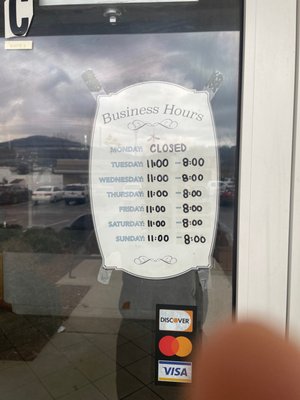 C
Business Hours
MONDAY: CLOSED
TUESDAY: 11:00 - 8:00
WEDNESDAY: 11:00 - 8:00
THURSDAY: 11:00 - 8:00
FRIDAY: 11:00 - 8:00
SATURDAY: 11:00 - 8:00
SUNDAY: 11:00 - 8:00
DISCOVER
MasterCard
VISA